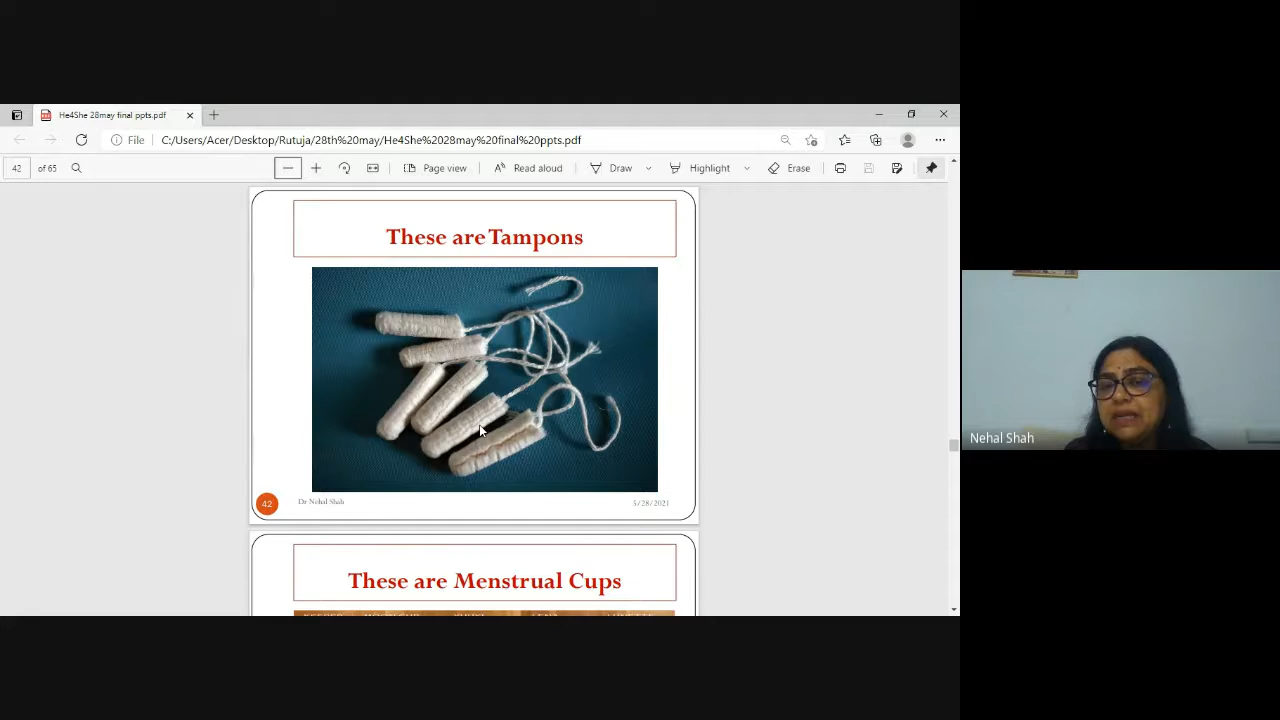 He4She 28may final ppts.pdf
File
C:/Users/Acer/Desktop/Rutuja/28th%20may/He4She%2028may%20final%20ppts.pdf
42 of 65
Page view
Read aloud
Draw
Highlight
Erase
These are Tampons
42
Dr Nehal Shah
5/28/2021
These are Menstrual Cups
Nehal Shah